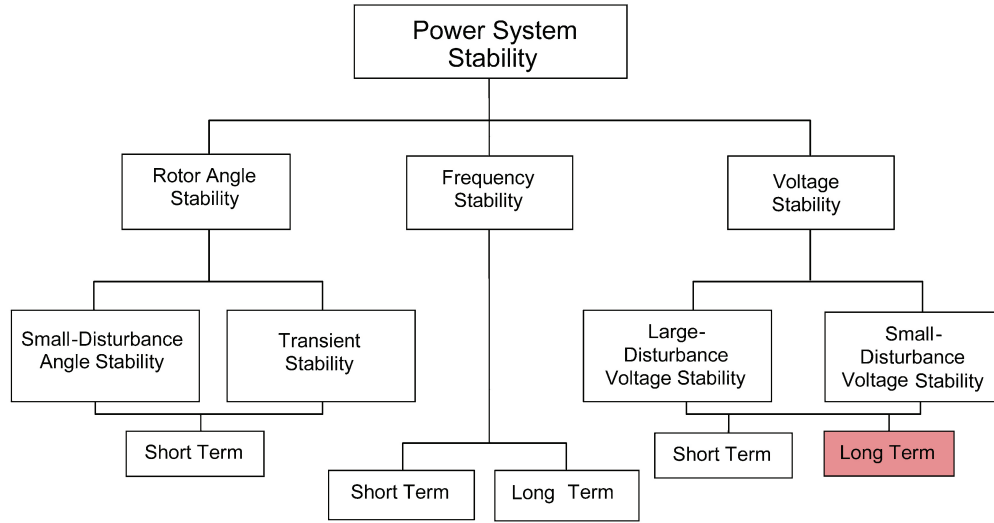 Power System
Stability
Rotor Angle
Stability
Frequency
Stability
Voltage
Stability
Small-Disturbance
Angle Stability
Transient
Stability
Large-
Disturbance
Voltage Stability
Small-
Disturbance
Voltage Stability
Short Term
Short Term
Long Term
Short Term
Long Term